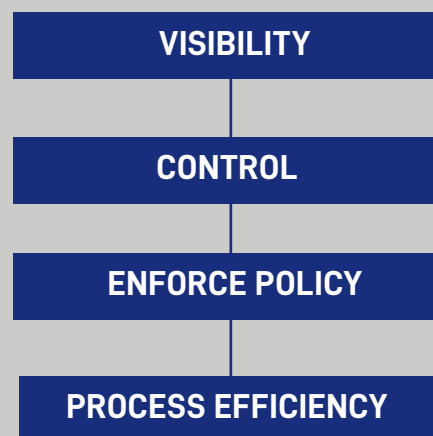 VISIBILITY
CONTROL
ENFORCE POLICY
PROCESS EFFICIENCY